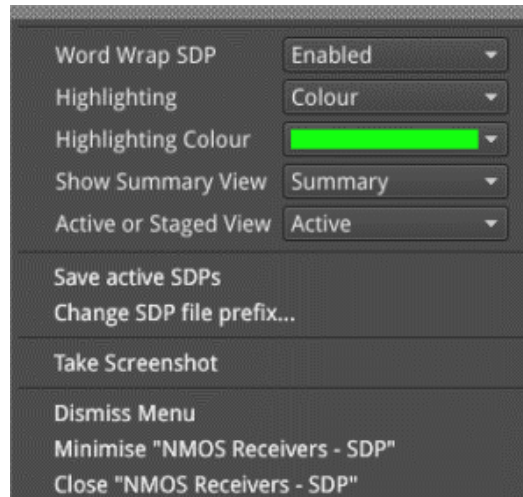 Word Wrap SDP Enabled
Highlighting Colour
Highlighting Colour
Show Summary View Summary
Active or Staged View Active
Save active SDPs
Change SDP file prefix...
Take Screenshot
Dismiss Menu
Minimise "NMOS Receivers - SDP"
Close "NMOS Receivers - SDP"